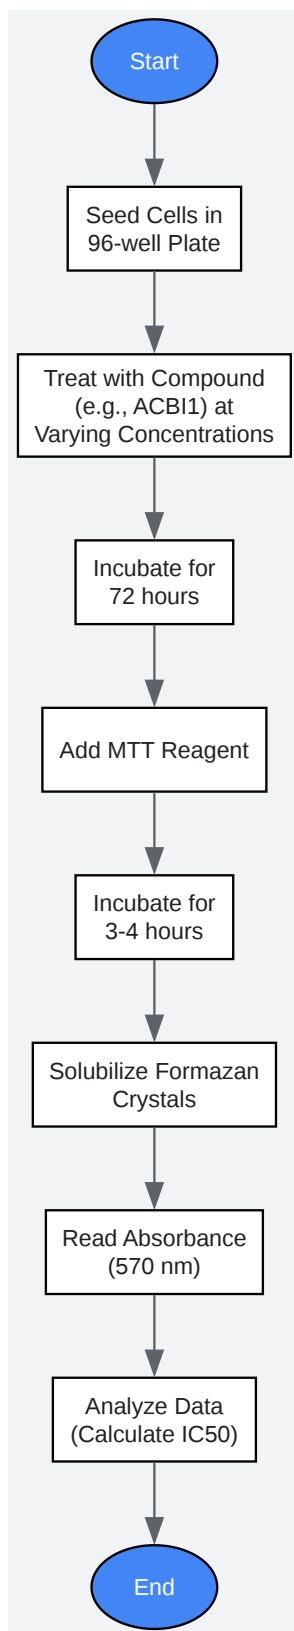 Start
Seed Cells in
96-well Plate
Treat with Compound
(e.g., ACBI1) at
Varying Concentrations
Incubate for
72 hours
Add MTT Reagent
Incubate for
3-4 hours
Solubilize Formazan
Crystals
Read Absorbance
(570 nm)
Analyze Data
(Calculate IC50)
End